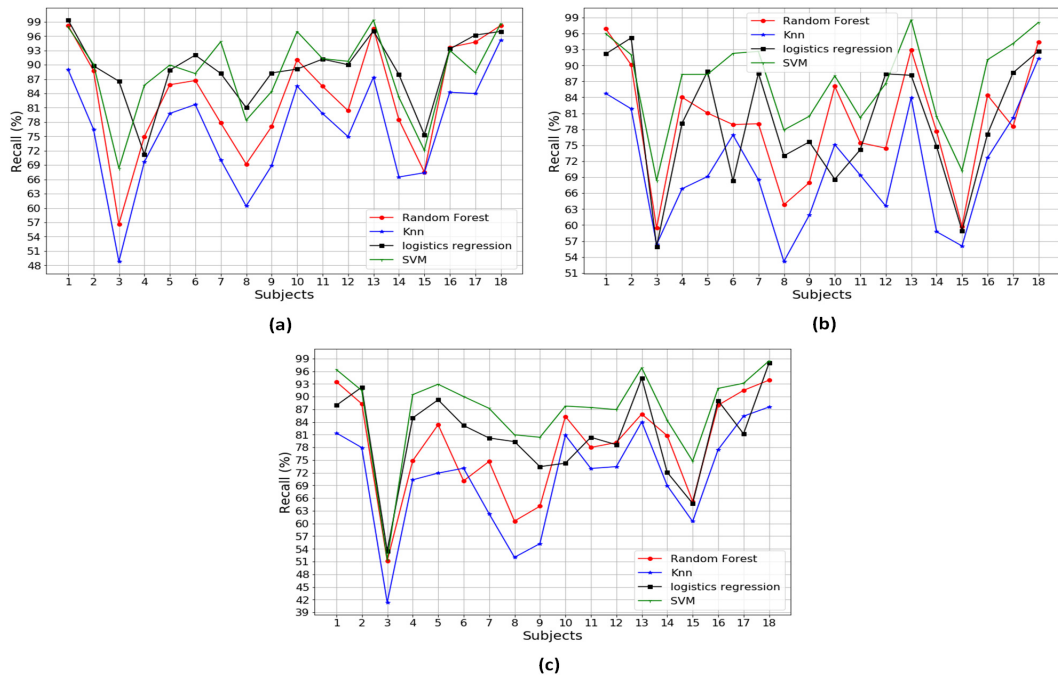 99
96
93
90
87
84
81
78
75
72
69
66
63
60
57
54
51
48
Recall (%)
Random Forest
Knn
logistics regression
SVM
1 2 3 4 5 6 7 8 9 10 11 12 13 14 15 16 17 18
Subjects
(a)
99
96
93
90
87
84
81
78
75
72
69
66
63
60
57
54
51
Recall (%)
Random Forest
Knn
logistics regression
SVM
1 2 3 4 5 6 7 8 9 10 11 12 13 14 15 16 17 18
Subjects
(b)
99
96
93
90
87
84
81
78
75
72
69
66
63
60
57
54
51
48
45
42
39
Recall (%)
Random Forest
Knn
logistics regression
SVM
1 2 3 4 5 6 7 8 9 10 11 12 13 14 15 16 17 18
Subjects
(c)